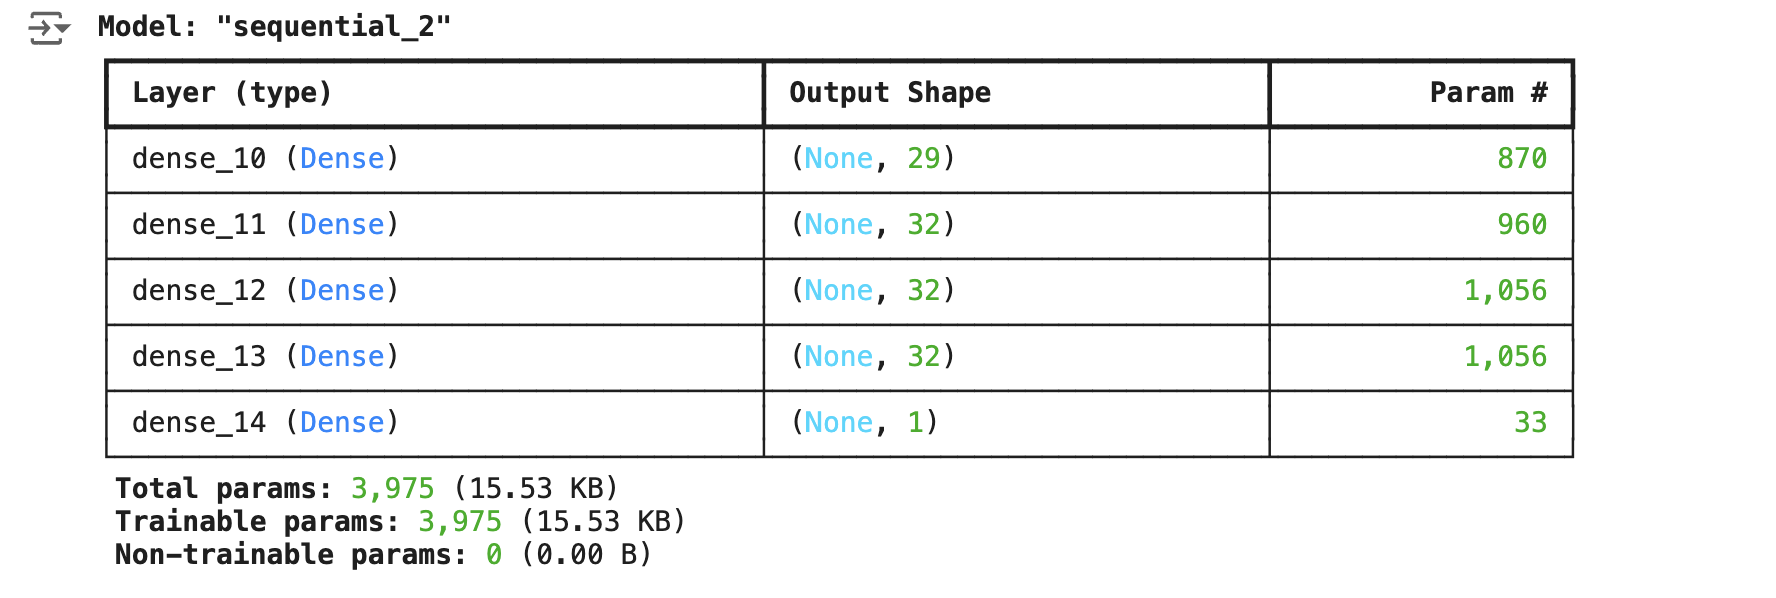 Model: "sequential_2"
Layer (type) Output Shape Param #
dense_10 (Dense) (None, 29) 870
dense_11 (Dense) (None, 32) 960
dense_12 (Dense) (None, 32) 1,056
dense_13 (Dense) (None, 32) 1,056
dense_14 (Dense) (None, 1) 33
Total params: 3,975 (15.53 KB)
Trainable params: 3,975 (15.53 KB)
Non-trainable params: 0 (0.00 B)